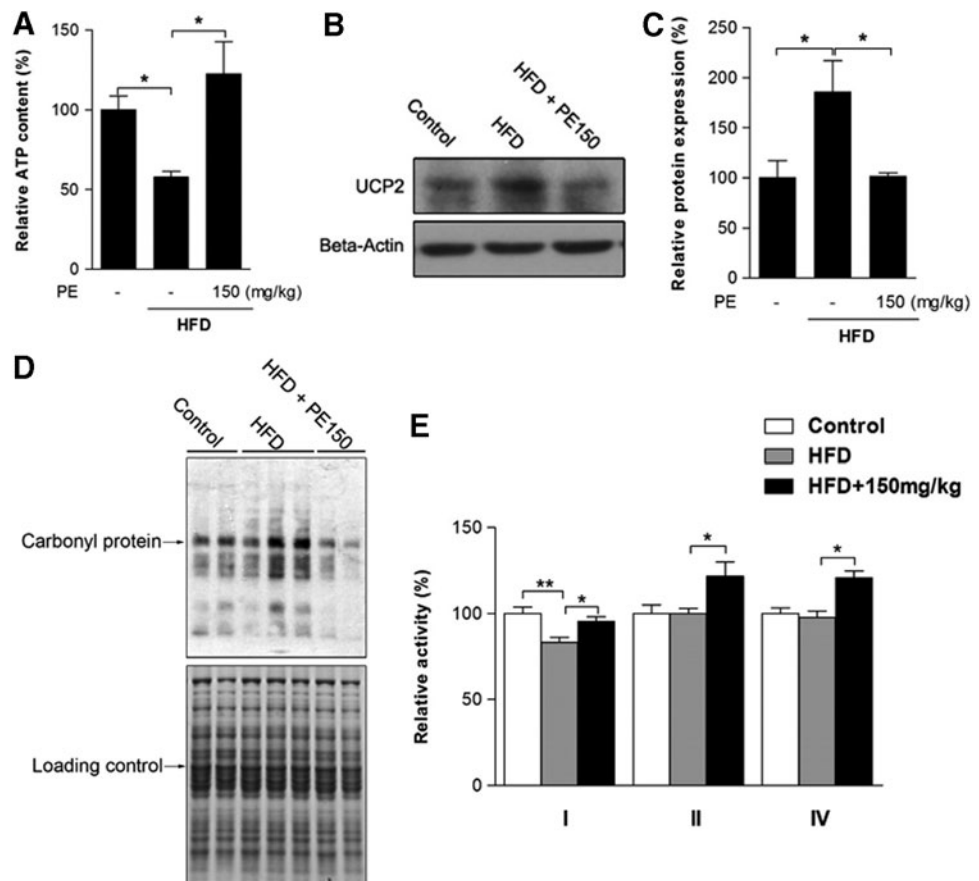 A
Relative ATP content (%)
150
100
50
0
*
*
PE - - 150 (mg/kg)
HFD
B
Control HFD HFD + PE150
UCP2
Beta-Actin
C
Relative protein expression (%)
250
200
150
100
50
0
*
*
PE - - 150 (mg/kg)
HFD
D
Control HFD HFD + PE150
Carbonyl protein
Loading control
E
Control
HFD
HFD+150mg/kg
Relative activity (%)
150
100
50
0
**
*
*
*
I II IV